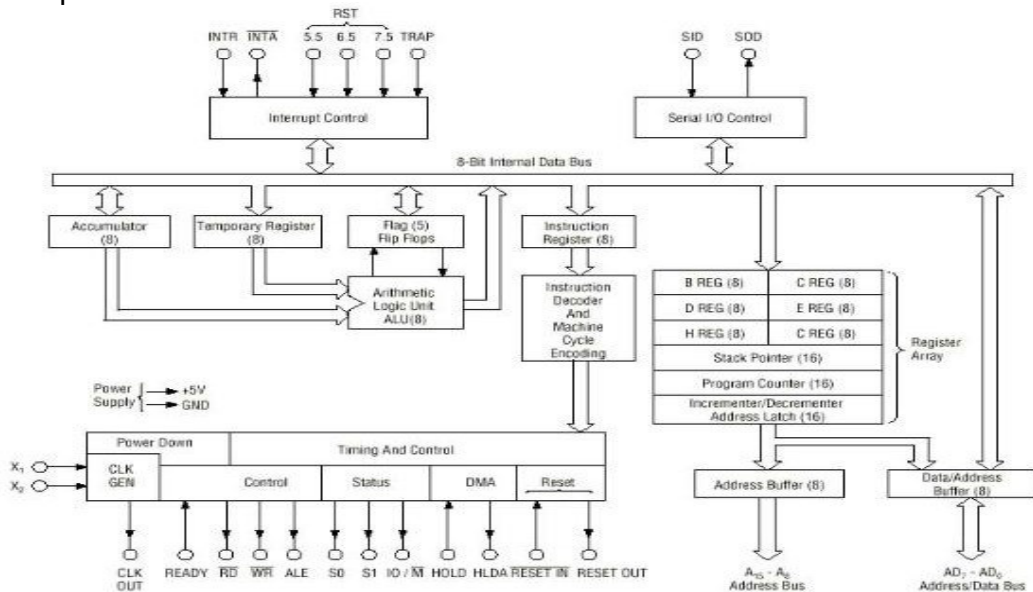 RST
INTR INTA 5.5 6.5 7.5 TRAP
SID SOD
Interrupt Control
Serial I/O Control
8-Bit Internal Data Bus
Accumulator
(8)
Temporary Register
(8)
Flag (5)
Flip Flops
Instruction
Register (8)
Arithmetic
Logic Unit
ALU(8)
Instruction
Decoder
And
Machine
Cycle
Encoding
B REG (8) C REG (8)
D REG (8) E REG (8)
H REG (8) C REG (8)
Stack Pointer (16)
Program Counter (16)
Incrementer/Decrementer
Address Latch (16)
Register
Array
Power
Supply
+5V
GND
Power Down
Timing And Control
X1
X2
CLK
GEN
Control Status DMA Reset
Address Buffer (8)
Data/Address
Buffer (8)
CLK
OUT
READY RD WR ALE S0 S1 IO / M HOLD HLDA RESET IN RESET OUT
A15 - A8
Address Bus
AD7 - AD0
Address/Data Bus